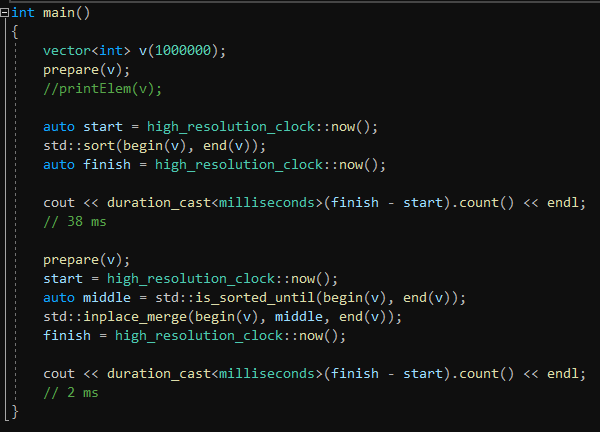 int main()
{
vector<int> v(1000000);
prepare(v);
//printElem(v);
auto start = high_resolution_clock::now();
std::sort(begin(v), end(v));
auto finish = high_resolution_clock::now();
cout << duration_cast<milliseconds>(finish - start).count() << endl;
// 38 ms
prepare(v);
start = high_resolution_clock::now();
auto middle = std::is_sorted_until(begin(v), end(v));
std::inplace_merge(begin(v), middle, end(v));
finish = high_resolution_clock::now();
cout << duration_cast<milliseconds>(finish - start).count() << endl;
// 2 ms
}